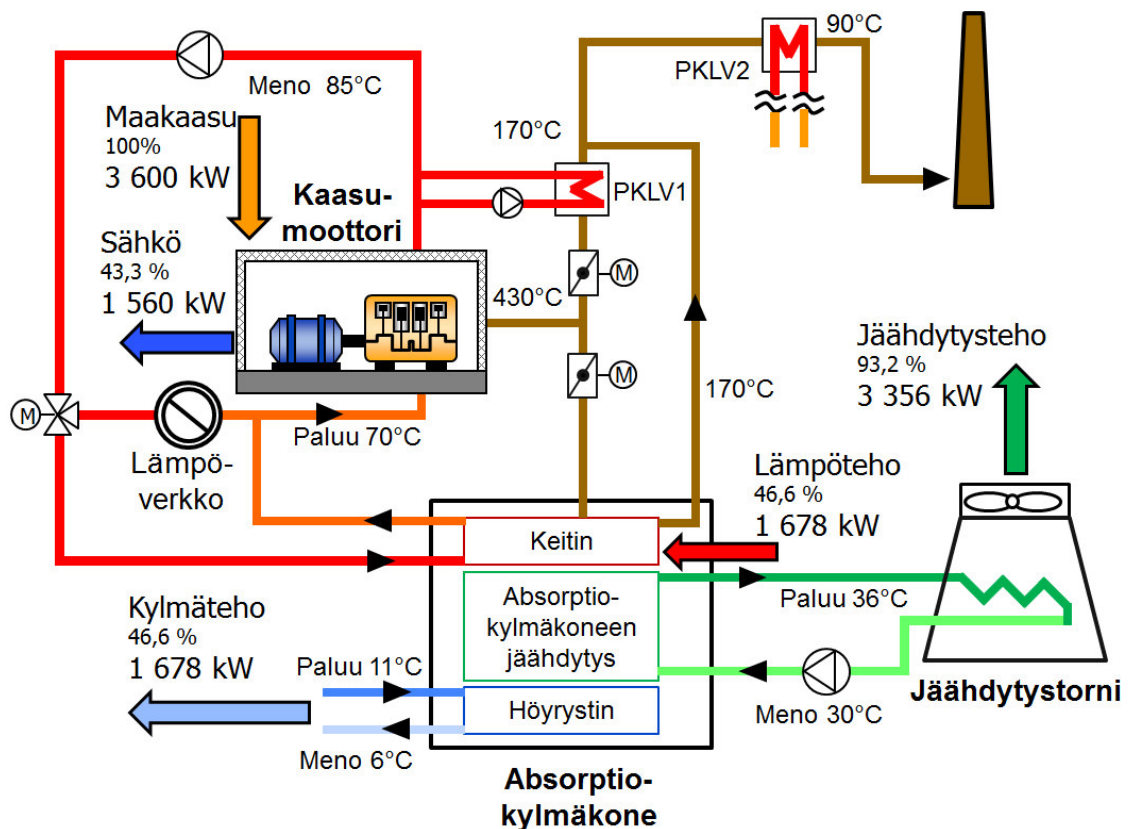 Meno 85°C
90°C
PKLV2
Maakaasu
100%
3 600 kW
170°C
PKLV1
Kaasu-
moottori
Sähkö
43,3 %
1 560 kW
430°C
M
M
170°C
Jäähdytysteho
93,2 %
3 356 kW
M
Paluu 70°C
Lämpö-
verkko
Lämpöteho
46,6 %
1 678 kW
Keitin
Absorptio-
kylmäkoneen
jäähdytys
Paluu 36°C
Kylmäteho
46,6 %
1 678 kW
Paluu 11°C
Höyrystin
Meno 6°C
Meno 30°C
Jäähdytystorni
Absorptio-
kylmäkone